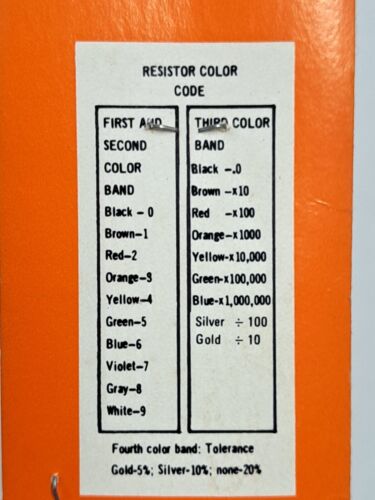 RESISTOR COLOR
CODE
FIRST AND
SECOND
COLOR
BAND
Black - 0
Brown-1
Red-2
Orange-3
Yellow-4
Green-5
Blue-6
Violet-7
Gray-8
White-9
THIRD COLOR
BAND
Black -.0
Brown -x10
Red -x100
Orange-x1000
Yellow-x10,000
Green-x100,000
Blue-x1,000,000
Silver ÷ 100
Gold ÷ 10
Fourth color band: Tolerance
Gold-5%; Silver-10%; none-20%